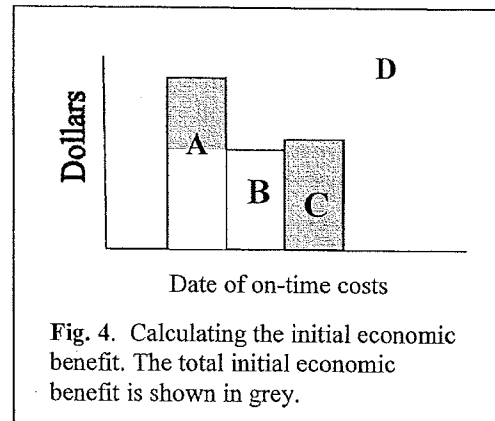 D
Dollars
A
B
C
Date of on-time costs
Fig. 4. Calculating the initial economic
benefit. The total initial economic
benefit is shown in grey.